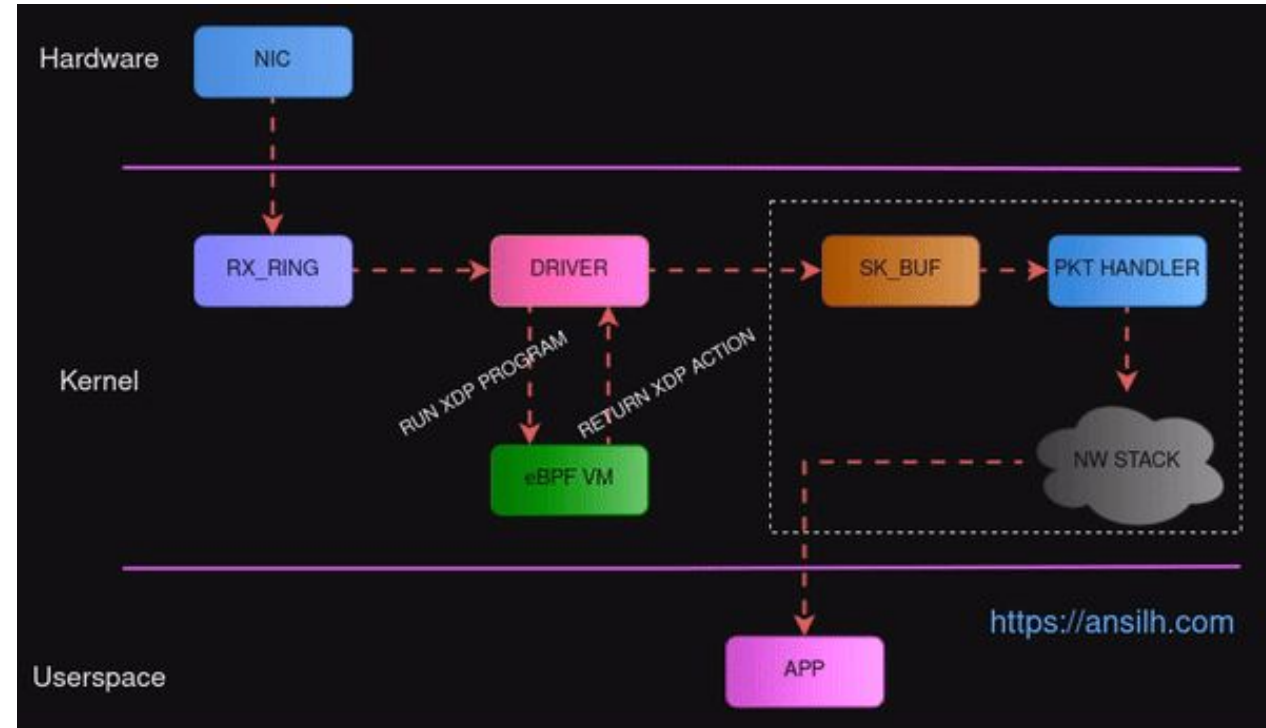 Hardware
NIC
RX_RING
DRIVER
SK_BUF
PKT HANDLER
RUN XDP PROGRAM
RETURN XDP ACTION
Kernel
eBPF VM
NW STACK
https://ansilh.com
Userspace
APP